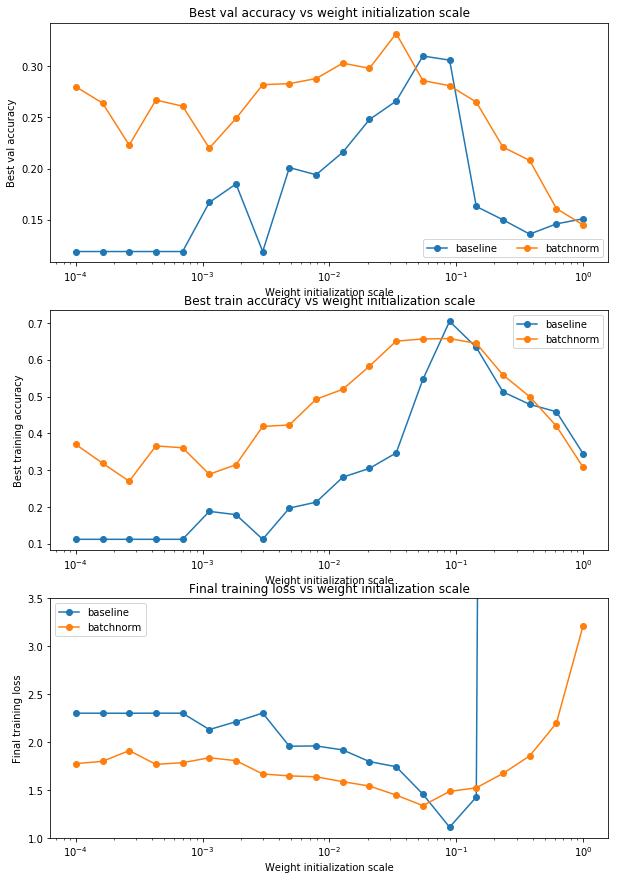 Best val accuracy vs weight initialization scale
Best val accuracy
0.30
0.25
0.20
0.15
baseline batchnorm
10⁻⁴ 10⁻³ 10⁻² 10⁻¹ 10⁰
Weight initialization scale
Best train accuracy vs weight initialization scale
Best training accuracy
0.7
0.6
0.5
0.4
0.3
0.2
0.1
baseline
batchnorm
10⁻⁴ 10⁻³ 10⁻² 10⁻¹ 10⁰
Weight initialization scale
Final training loss vs weight initialization scale
Final training loss
3.5
3.0
2.5
2.0
1.5
1.0
baseline
batchnorm
10⁻⁴ 10⁻³ 10⁻² 10⁻¹ 10⁰
Weight initialization scale